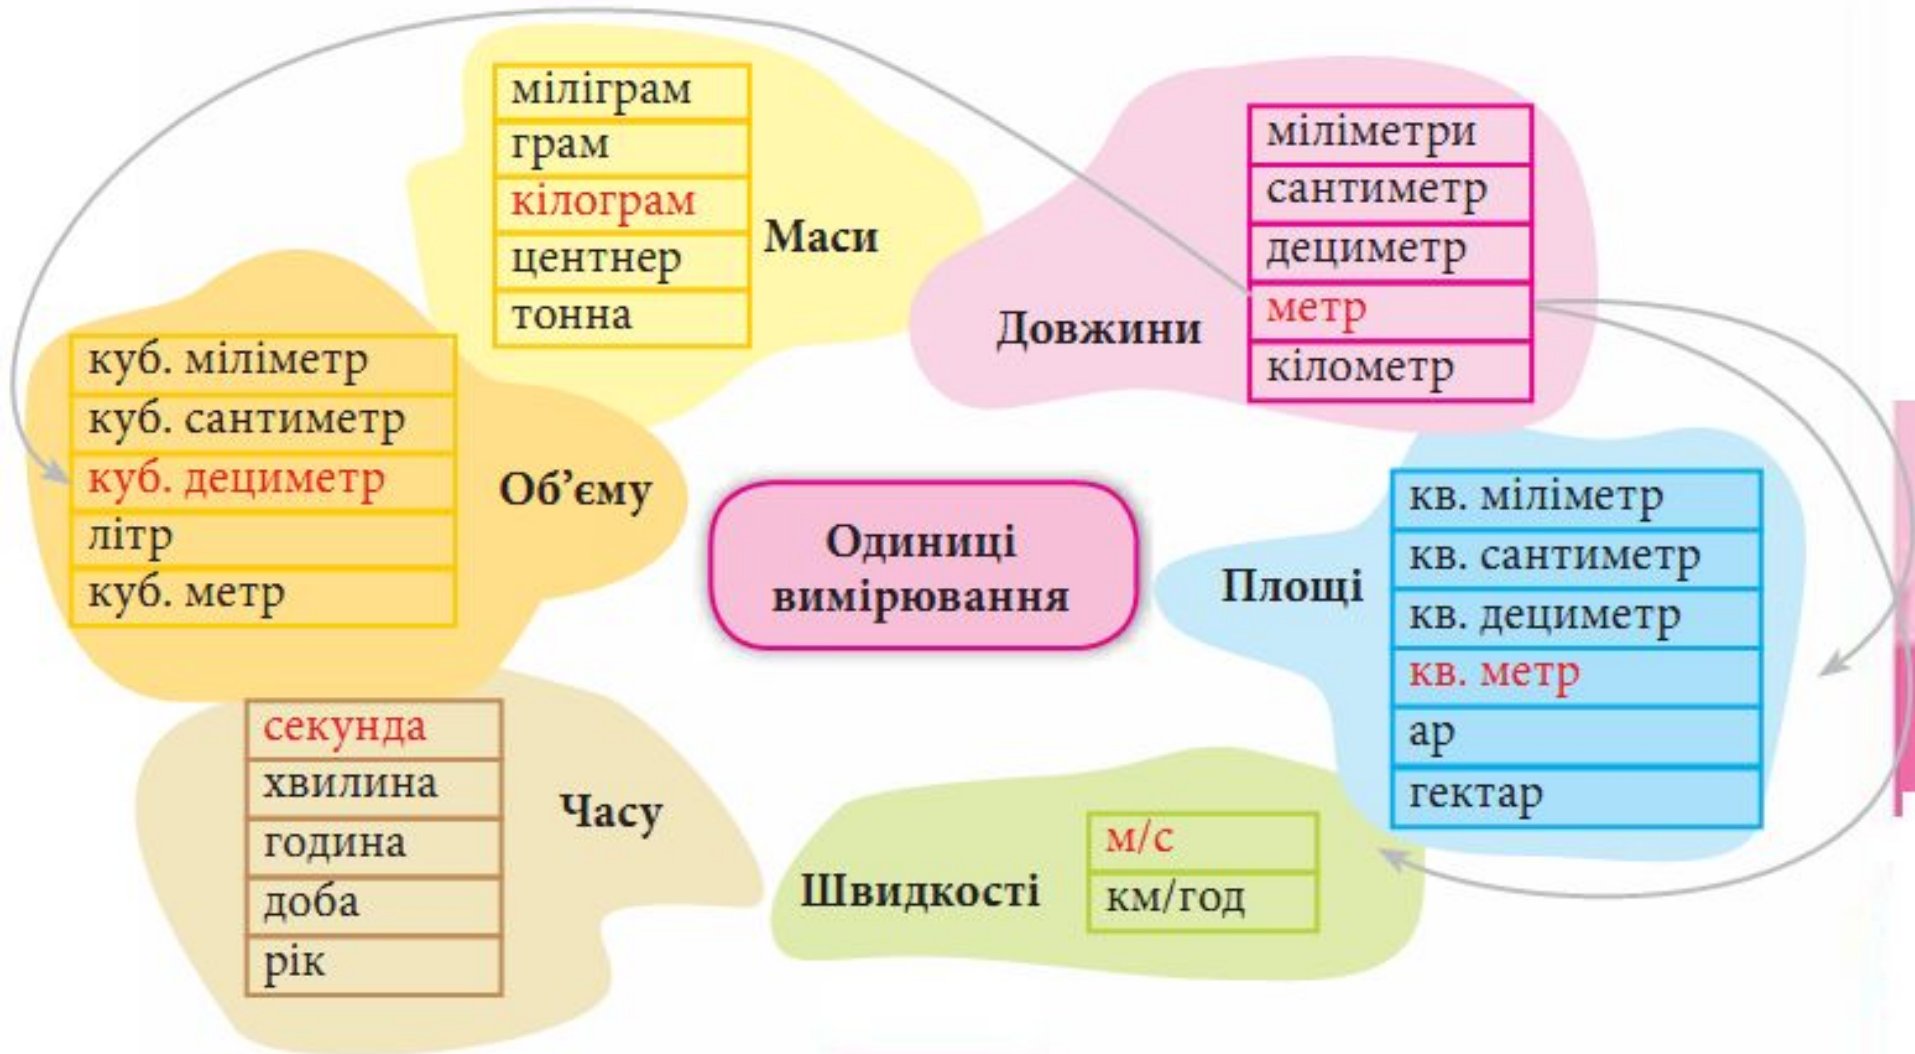 міліграм
грам
кілограм
центнер
тонна
Маси
міліметри
сантиметр
дециметр
метр
кілометр
Довжини
куб. міліметр
куб. сантиметр
куб. дециметр
літр
куб. метр
Об’єму
Одиниці
вимірювання
Площі
кв. міліметр
кв. сантиметр
кв. дециметр
кв. метр
ар
гектар
секунда
хвилина
година
доба
рік
Часу
Швидкості
м/с
км/год